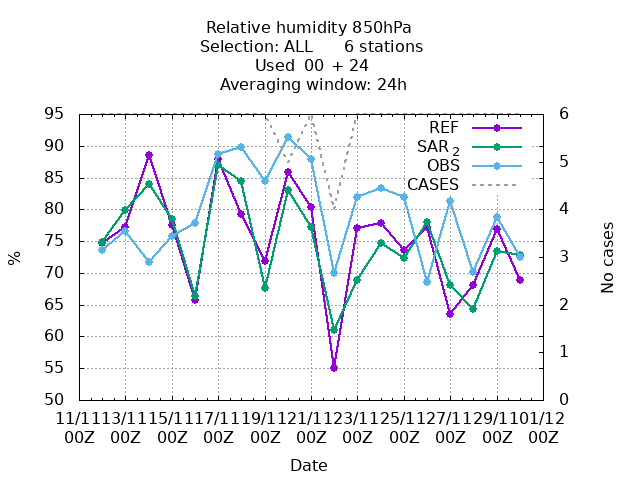 Relative humidity 850hPa
Selection: ALL 6 stations
Used 00 + 24
Averaging window: 24h
95
90
85
80
75
70
65
60
55
50
%
6
5
4
3
2
1
0
No cases
REF
SAR 2
OBS
CASES
11/11 13/11 15/11 17/11 19/11 21/11 23/11 25/11 27/11 29/11 01/12
00Z 00Z 00Z 00Z 00Z 00Z 00Z 00Z 00Z 00Z 00Z
Date